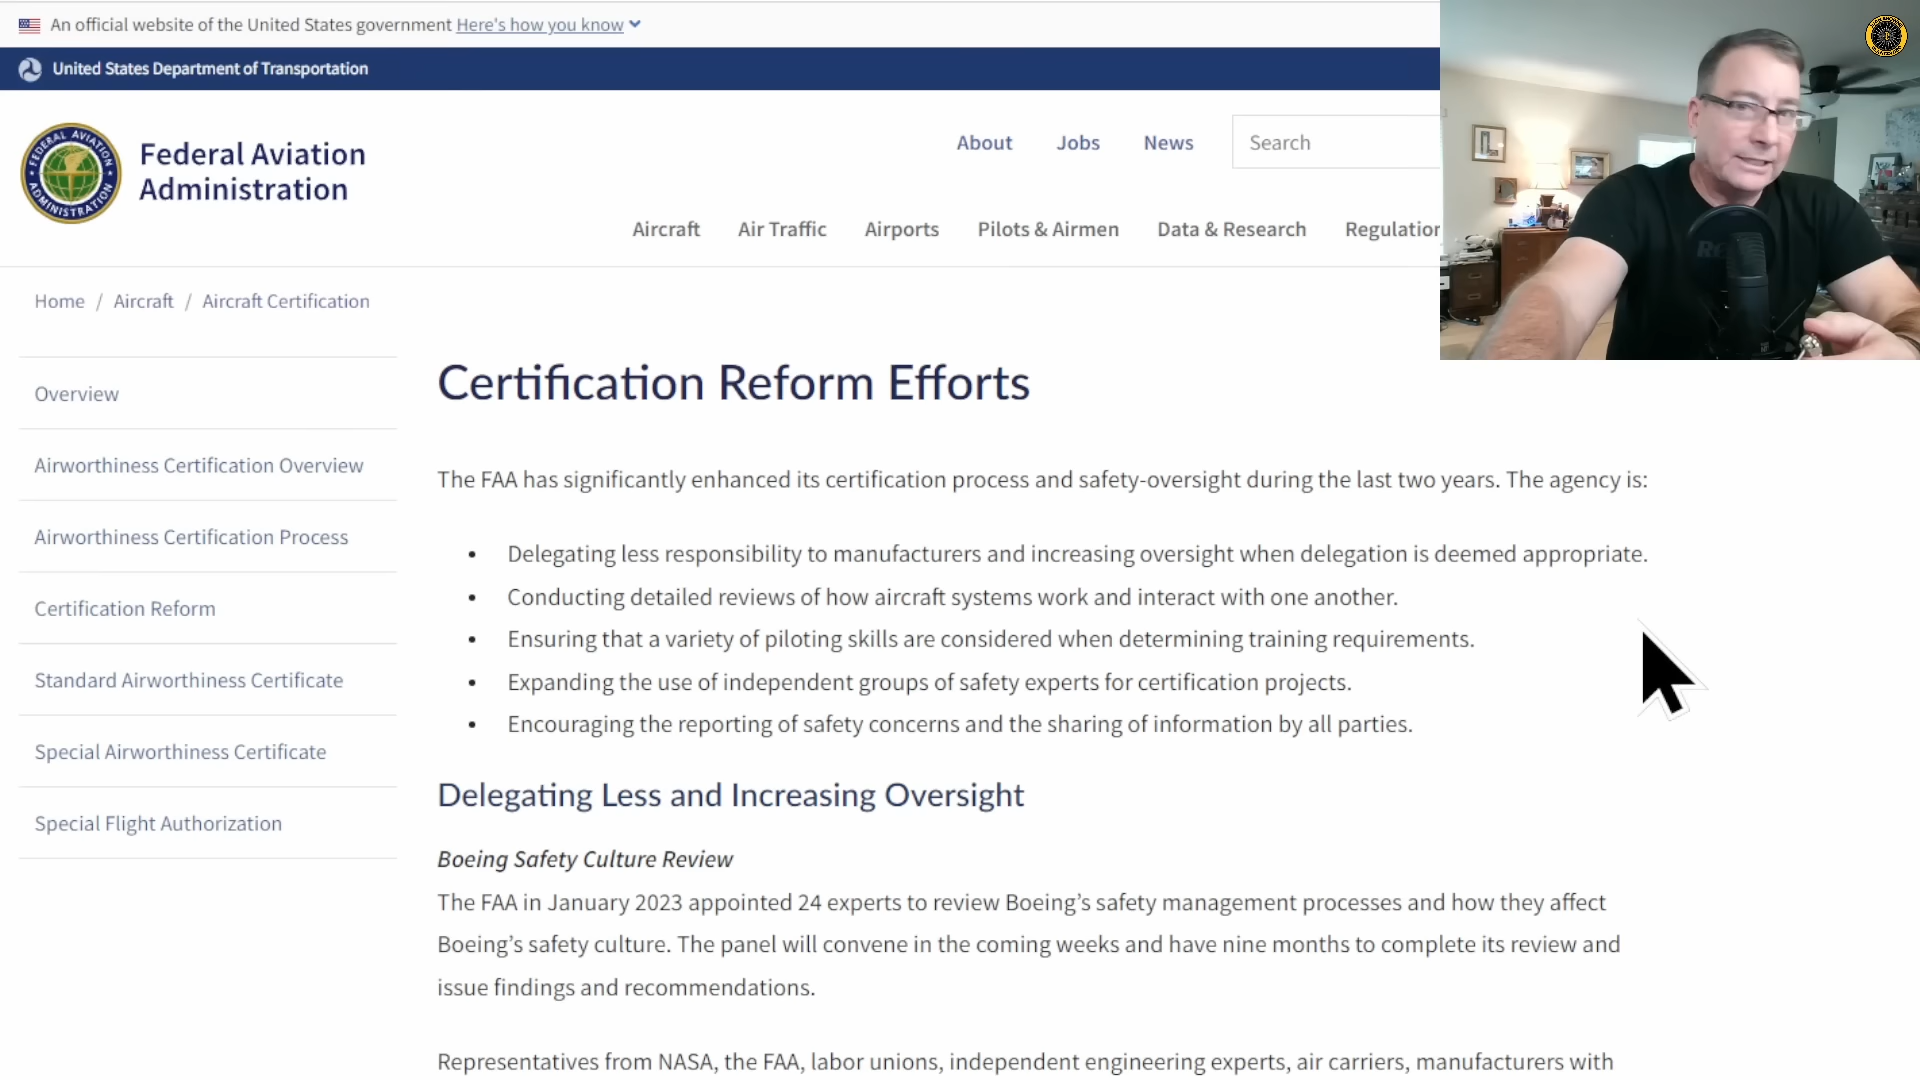 An official website of the United States government Here's how you know
United States Department of Transportation
FEDERAL AVIATION ADMINISTRATION
Federal Aviation
Administration
About Jobs News Search
Aircraft Air Traffic Airports Pilots & Airmen Data & Research
Home / Aircraft / Aircraft Certification
Overview
Airworthiness Certification Overview
Airworthiness Certification Process
Certification Reform
Standard Airworthiness Certificate
Special Airworthiness Certificate
Special Flight Authorization
Certification Reform Efforts
The FAA has significantly enhanced its certification process and safety-oversight during the last two years. The agency is:
• Delegating less responsibility to manufacturers and increasing oversight when delegation is deemed appropriate.
• Conducting detailed reviews of how aircraft systems work and interact with one another.
• Ensuring that a variety of piloting skills are considered when determining training requirements.
• Expanding the use of independent groups of safety experts for certification projects.
• Encouraging the reporting of safety concerns and the sharing of information by all parties.
Delegating Less and Increasing Oversight
Boeing Safety Culture Review
The FAA in January 2023 appointed 24 experts to review Boeing’s safety management processes and how they affect
Boeing’s safety culture. The panel will convene in the coming weeks and have nine months to complete its review and
issue findings and recommendations.
Representatives from NASA, the FAA, labor unions, independent engineering experts, air carriers, manufacturers with